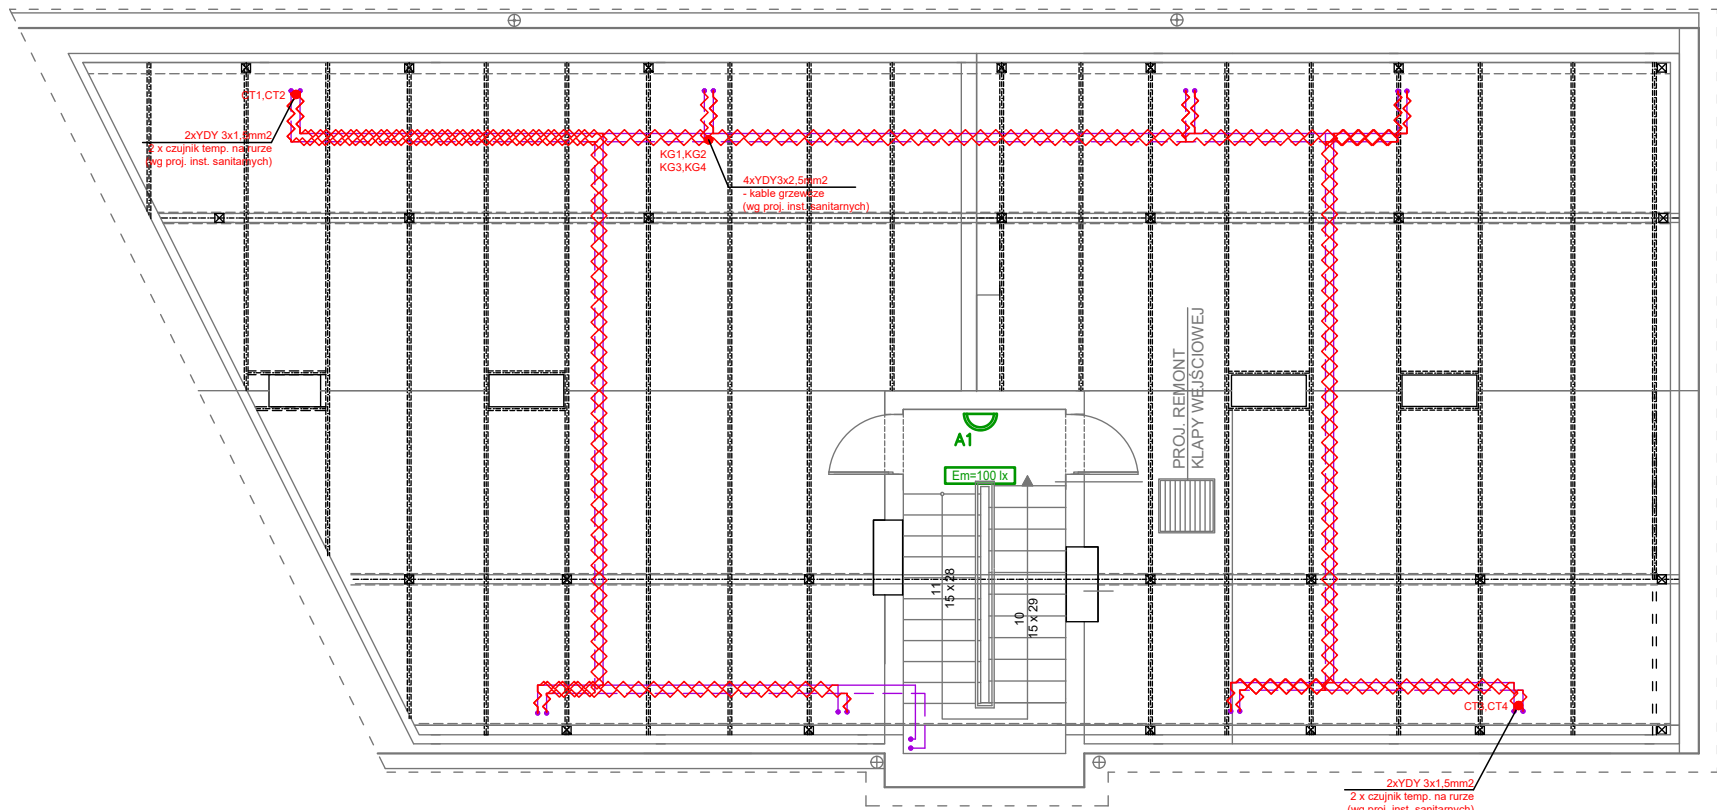 CT1,CT2
2xYDY 3x1,5mm2
2 x czujnik temp. na rurze
(wg proj. inst. sanitarnych)
KG1,KG2
KG3,KG4
4xYDY3x2,5mm2
- kable grzewcze
(wg proj. inst. sanitarnych)
PROJ. REMONT
KLAPY WEJŚCIOWEJ
A1
Em=100 lx
11
15 x 28
10
15 x 29
CT3,CT4
2xYDY 3x1,5mm2
2 x czujnik temp. na rurze
(wg proj. inst. sanitarnych)